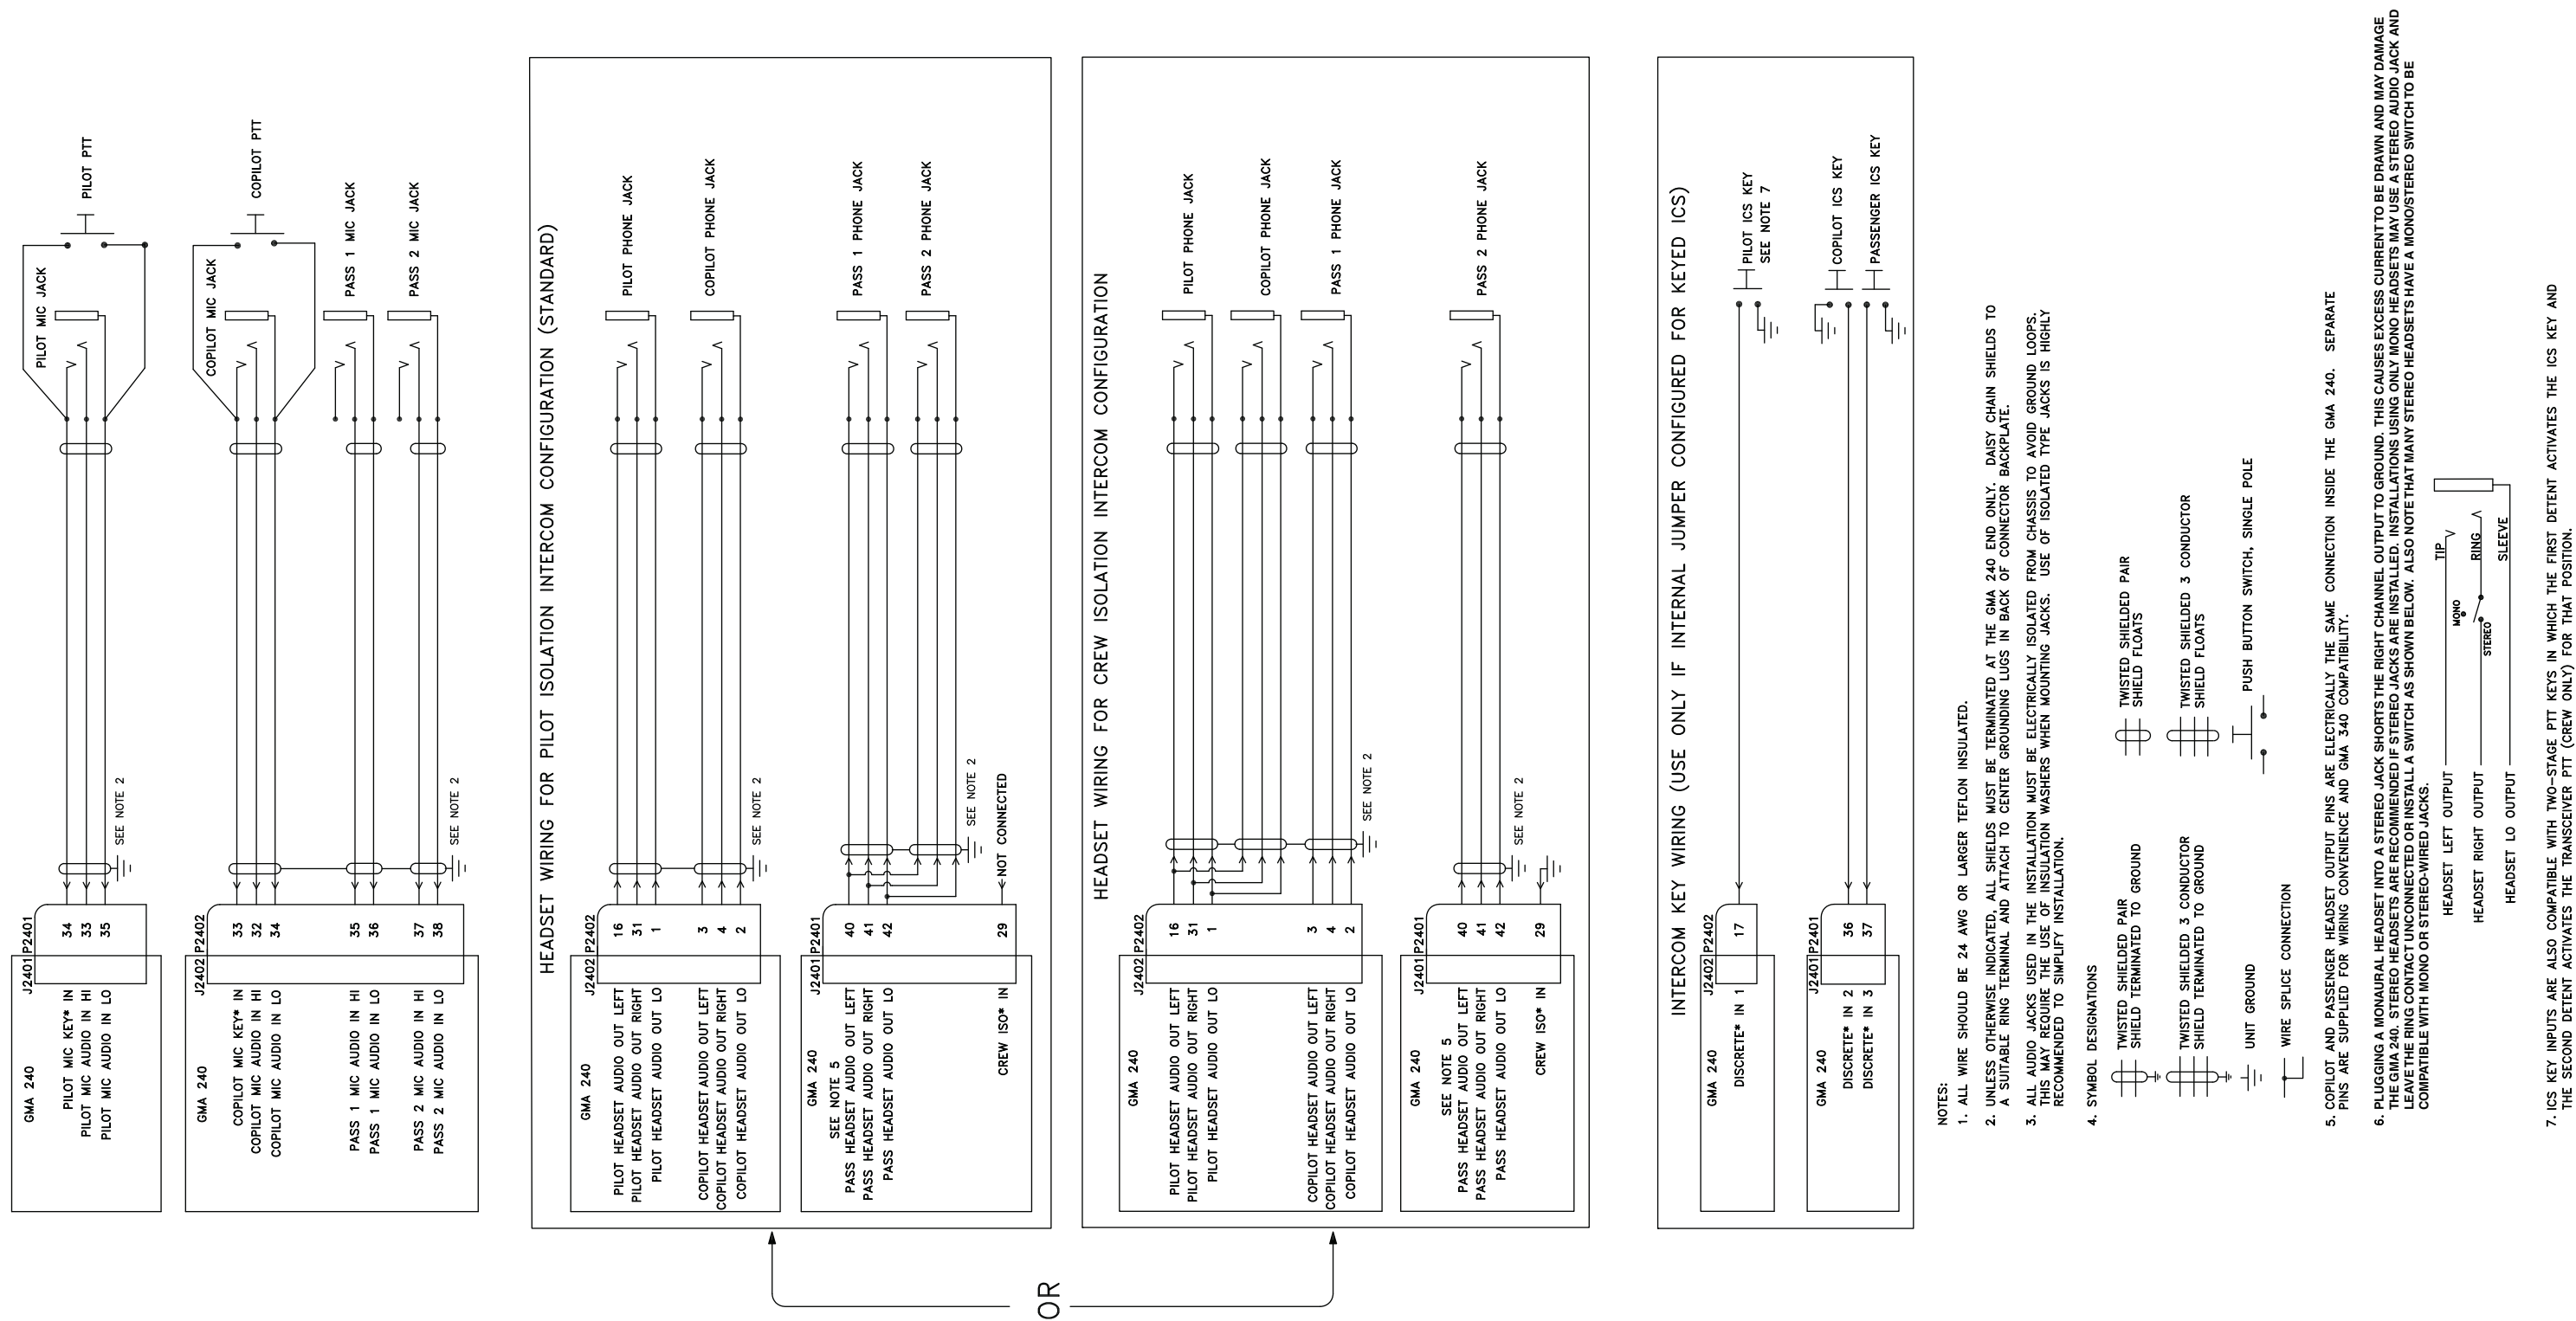 GMA 240
J2401
P2401
PILOT MIC KEY* IN
34
PILOT MIC AUDIO IN HI
33
PILOT MIC AUDIO IN LO
35
SEE NOTE 2
PILOT MIC JACK
PILOT PTT
GMA 240
J2402
P2402
COPILOT MIC KEY* IN
33
COPILOT MIC AUDIO IN HI
32
COPILOT MIC AUDIO IN LO
34
COPILOT MIC JACK
COPILOT PTT
PASS 1 MIC AUDIO IN HI
35
PASS 1 MIC AUDIO IN LO
36
PASS 1 MIC JACK
PASS 2 MIC AUDIO IN HI
37
PASS 2 MIC AUDIO IN LO
38
PASS 2 MIC JACK
SEE NOTE 2
HEADSET WIRING FOR PILOT ISOLATION INTERCOM CONFIGURATION (STANDARD)
GMA 240
J2402
P2402
PILOT HEADSET AUDIO OUT LEFT
16
PILOT HEADSET AUDIO OUT RIGHT
31
PILOT HEADSET AUDIO OUT LO
1
PILOT PHONE JACK
COPILOT HEADSET AUDIO OUT LEFT
3
COPILOT HEADSET AUDIO OUT RIGHT
4
COPILOT HEADSET AUDIO OUT LO
2
COPILOT PHONE JACK
SEE NOTE 2
GMA 240
J2401
P2401
SEE NOTE 5
PASS HEADSET AUDIO OUT LEFT
40
PASS HEADSET AUDIO OUT RIGHT
41
PASS HEADSET AUDIO OUT LO
42
PASS 1 PHONE JACK
PASS 2 PHONE JACK
SEE NOTE 2
CREW ISO* IN
29
NOT CONNECTED
OR
HEADSET WIRING FOR CREW ISOLATION INTERCOM CONFIGURATION
GMA 240
J2402
P2402
PILOT HEADSET AUDIO OUT LEFT
16
PILOT HEADSET AUDIO OUT RIGHT
31
PILOT HEADSET AUDIO OUT LO
1
PILOT PHONE JACK
COPILOT PHONE JACK
COPILOT HEADSET AUDIO OUT LEFT
3
COPILOT HEADSET AUDIO OUT RIGHT
4
COPILOT HEADSET AUDIO OUT LO
2
PASS 1 PHONE JACK
SEE NOTE 2
GMA 240
J2401
P2401
SEE NOTE 5
PASS HEADSET AUDIO OUT LEFT
40
PASS HEADSET AUDIO OUT RIGHT
41
PASS HEADSET AUDIO OUT LO
42
PASS 2 PHONE JACK
SEE NOTE 2
CREW ISO* IN
29
INTERCOM KEY WIRING (USE ONLY IF INTERNAL JUMPER CONFIGURED FOR KEYED ICS)
GMA 240
J2402
P2402
DISCRETE* IN 1
17
PILOT ICS KEY
SEE NOTE 7
GMA 240
J2401
P2401
DISCRETE* IN 2
36
COPILOT ICS KEY
DISCRETE* IN 3
37
PASSENGER ICS KEY
NOTES:
1. ALL WIRE SHOULD BE 24 AWG OR LARGER TEFLON INSULATED.
2. UNLESS OTHERWISE INDICATED, ALL SHIELDS MUST BE TERMINATED AT THE GMA 240 END ONLY. DAISY CHAIN SHIELDS TO
A SUITABLE RING TERMINAL AND ATTACH TO CENTER GROUNDING LUGS IN BACK OF CONNECTOR BACKPLATE.
3. ALL AUDIO JACKS USED IN THE INSTALLATION MUST BE ELECTRICALLY ISOLATED FROM CHASSIS TO AVOID GROUND LOOPS.
THIS MAY REQUIRE THE USE OF INSULATION WASHERS WHEN MOUNTING JACKS. USE OF ISOLATED TYPE JACKS IS HIGHLY
RECOMMENDED TO SIMPLIFY INSTALLATION.
4. SYMBOL DESIGNATIONS
TWISTED SHIELDED PAIR
SHIELD TERMINATED TO GROUND
TWISTED SHIELDED PAIR
SHIELD FLOATS
TWISTED SHIELDED 3 CONDUCTOR
SHIELD TERMINATED TO GROUND
TWISTED SHIELDED 3 CONDUCTOR
SHIELD FLOATS
UNIT GROUND
PUSH BUTTON SWITCH, SINGLE POLE
WIRE SPLICE CONNECTION
5. COPILOT AND PASSENGER HEADSET OUTPUT PINS ARE ELECTRICALLY THE SAME CONNECTION INSIDE THE GMA 240. SEPARATE
PINS ARE SUPPLIED FOR WIRING CONVENIENCE AND GMA 340 COMPATIBILITY.
6. PLUGGING A MONAURAL HEADSET INTO A STEREO JACK SHORTS THE RIGHT CHANNEL OUTPUT TO GROUND. THIS CAUSES EXCESS CURRENT TO BE DRAWN AND MAY DAMAGE
THE GMA 240. STEREO HEADSETS ARE RECOMMENDED IF STEREO JACKS ARE INSTALLED. INSTALLATIONS USING ONLY MONO HEADSETS MAY USE A STEREO AUDIO JACK AND
LEAVE THE RING CONTACT UNCONNECTED OR INSTALL A SWITCH AS SHOWN BELOW. ALSO NOTE THAT MANY STEREO HEADSETS HAVE A MONO/STEREO SWITCH TO BE
COMPATIBLE WITH MONO OR STEREO-WIRED JACKS.
HEADSET LEFT OUTPUT
TIP
MONO
HEADSET RIGHT OUTPUT
RING
STEREO
HEADSET LO OUTPUT
SLEEVE
7. ICS KEY INPUTS ARE ALSO COMPATIBLE WITH TWO-STAGE PTT KEYS IN WHICH THE FIRST DETENT ACTIVATES THE ICS KEY AND
THE SECOND DETENT ACTIVATES THE TRANSCEIVER PTT (CREW ONLY) FOR THAT POSITION.